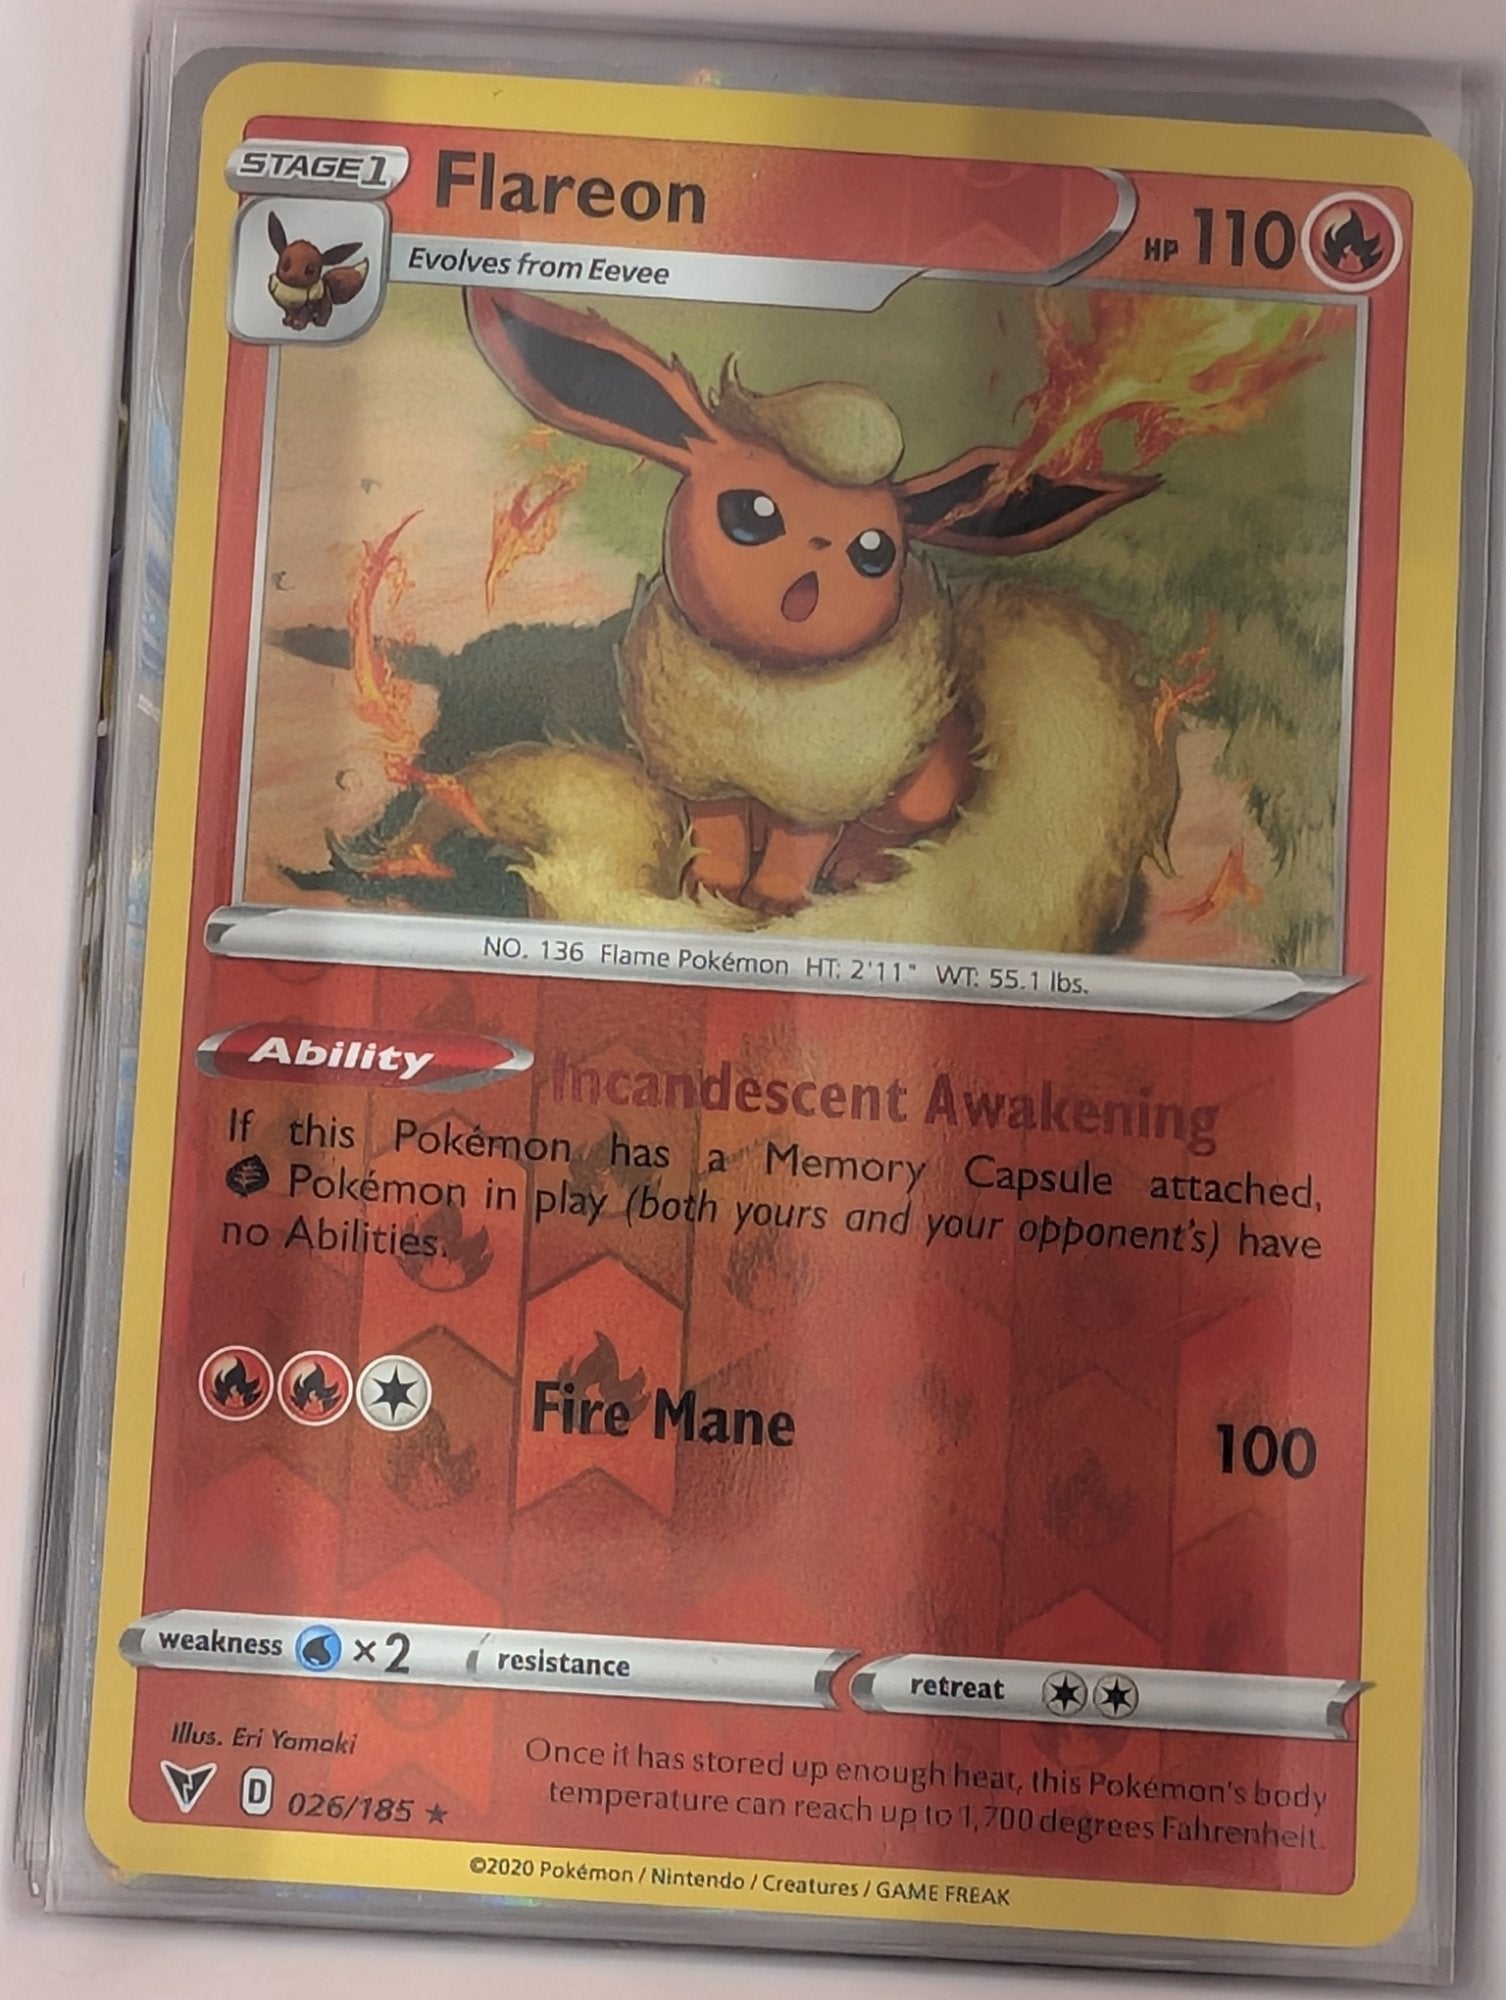 STAGE 1
Flareon
HP 110
Evolves from Eevee
NO. 136 Flame Pokémon HT: 2'11" WT: 55.1 lbs.
Ability Incandescent Awakening
If this Pokémon has a Memory Capsule attached,
Pokémon in play (both yours and your opponent's) have
no Abilities.
Fire Mane 100
weakness ×2 resistance retreat
Illus. Eri Yamaki
D 026/185 ★
Once it has stored up enough heat, this Pokémon's body
temperature can reach up to 1,700 degrees Fahrenheit.
©2020 Pokémon / Nintendo / Creatures / GAME FREAK